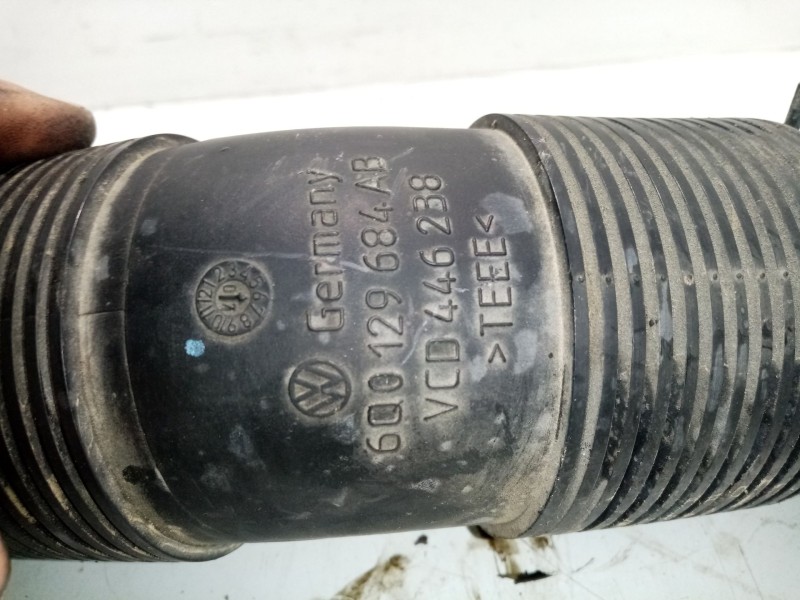 Germany
6Q0 129 684 AB
VCD 446 238
>TEEE<